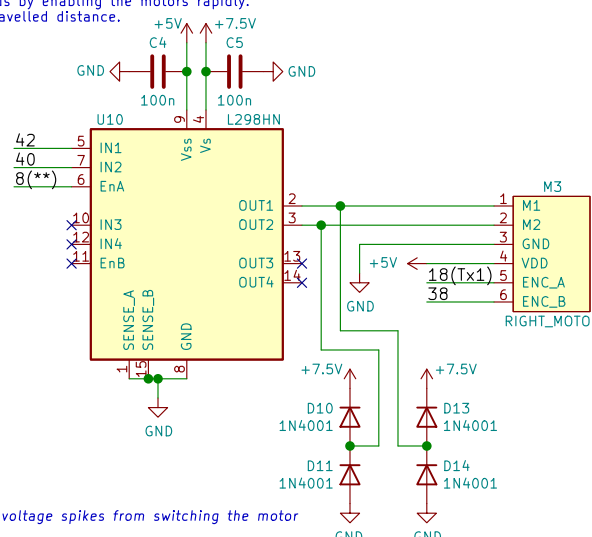 is by enabling the motors rapidly.
avelled distance.
+5V
+7.5V
C4
C5
GND
GND
100n
100n
U10
L298HN
9
4
Vss
Vs
42
5
IN1
40
7
IN2
8(**)
6
EnA
10
IN3
12
IN4
11
EnB
OUT1
2
OUT2
3
OUT3
13
OUT4
14
SENSE_A
SENSE_B
GND
1
15
8
GND
M3
1
M1
2
M2
3
GND
+5V
4
VDD
18(Tx1)
5
ENC_A
38
6
ENC_B
GND
RIGHT_MOTO
+7.5V
+7.5V
D10
1N4001
D13
1N4001
D11
1N4001
D14
1N4001
voltage spikes from switching the motor
GND
GND